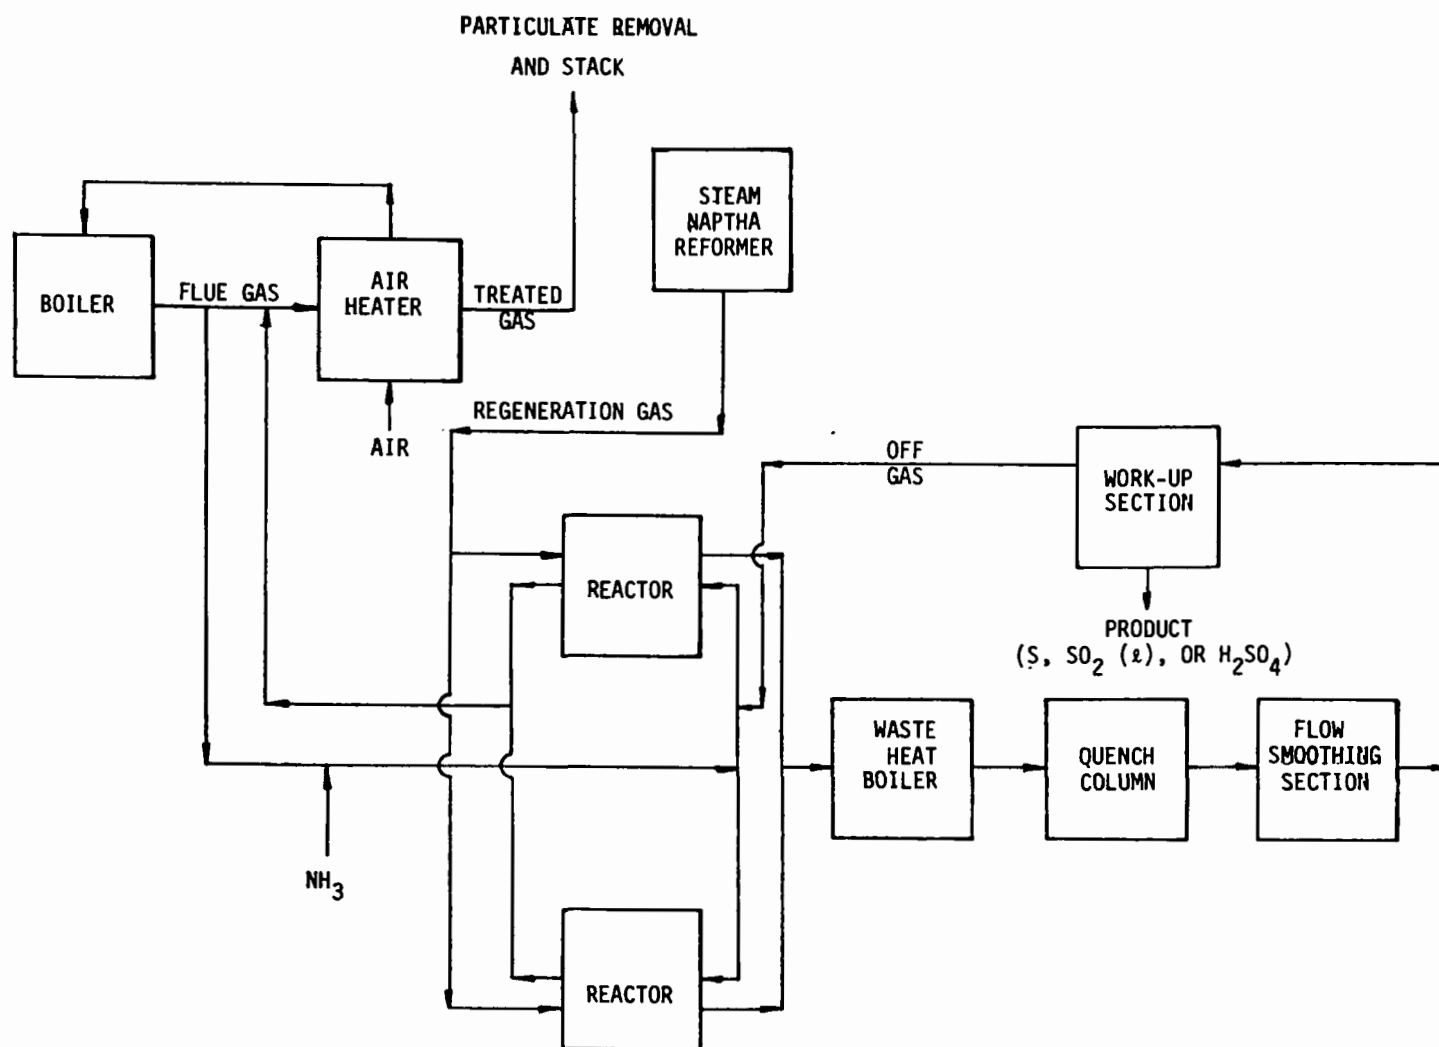 PARTICULATE REMOVAL
AND STACK
STEAM
NAPTHA
REFORMER
BOILER
FLUE GAS
AIR
HEATER
TREATED
GAS
AIR
REGENERATION GAS
OFF
GAS
WORK-UP
SECTION
REACTOR
PRODUCT
(S, SO₂ (ℓ), OR H₂SO₄)
WASTE
HEAT
BOILER
QUENCH
COLUMN
FLOW
SMOOTHING
SECTION
NH₃
REACTOR